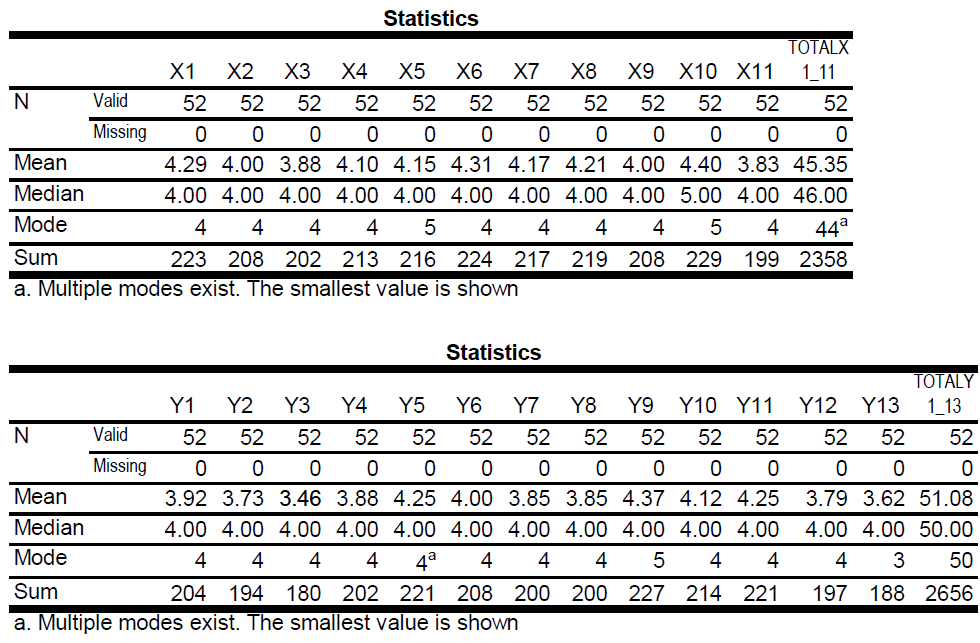 Statistics
TOTALX
X1 X2 X3 X4 X5 X6 X7 X8 X9 X10 X11 1_11
N Valid 52 52 52 52 52 52 52 52 52 52 52 52
Missing 0 0 0 0 0 0 0 0 0 0 0 0
Mean 4.29 4.00 3.88 4.10 4.15 4.31 4.17 4.21 4.00 4.40 3.83 45.35
Median 4.00 4.00 4.00 4.00 4.00 4.00 4.00 4.00 4.00 5.00 4.00 46.00
Mode 4 4 4 4 5 4 4 4 4 5 4 44a
Sum 223 208 202 213 216 224 217 219 208 229 199 2358
a. Multiple modes exist. The smallest value is shown
Statistics
TOTALY
Y1 Y2 Y3 Y4 Y5 Y6 Y7 Y8 Y9 Y10 Y11 Y12 Y13 1_13
N Valid 52 52 52 52 52 52 52 52 52 52 52 52 52 52
Missing 0 0 0 0 0 0 0 0 0 0 0 0 0 0
Mean 3.92 3.73 3.46 3.88 4.25 4.00 3.85 3.85 4.37 4.12 4.25 3.79 3.62 51.08
Median 4.00 4.00 4.00 4.00 4.00 4.00 4.00 4.00 4.00 4.00 4.00 4.00 4.00 50.00
Mode 4 4 4 4 4a 4 4 4 5 4 4 4 3 50
Sum 204 194 180 202 221 208 200 200 227 214 221 197 188 2656
a. Multiple modes exist. The smallest value is shown